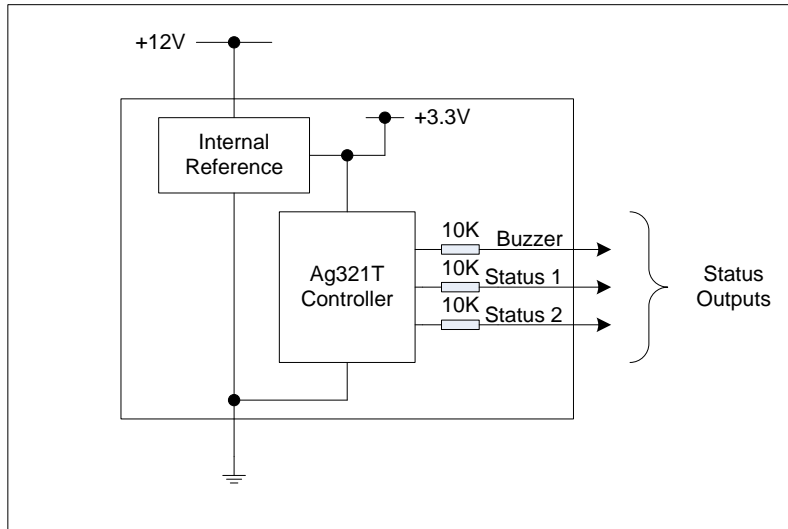 +12V
Internal
Reference
+3.3V
Ag321T
Controller
10K
Buzzer
10K
Status 1
10K
Status 2
Status
Outputs